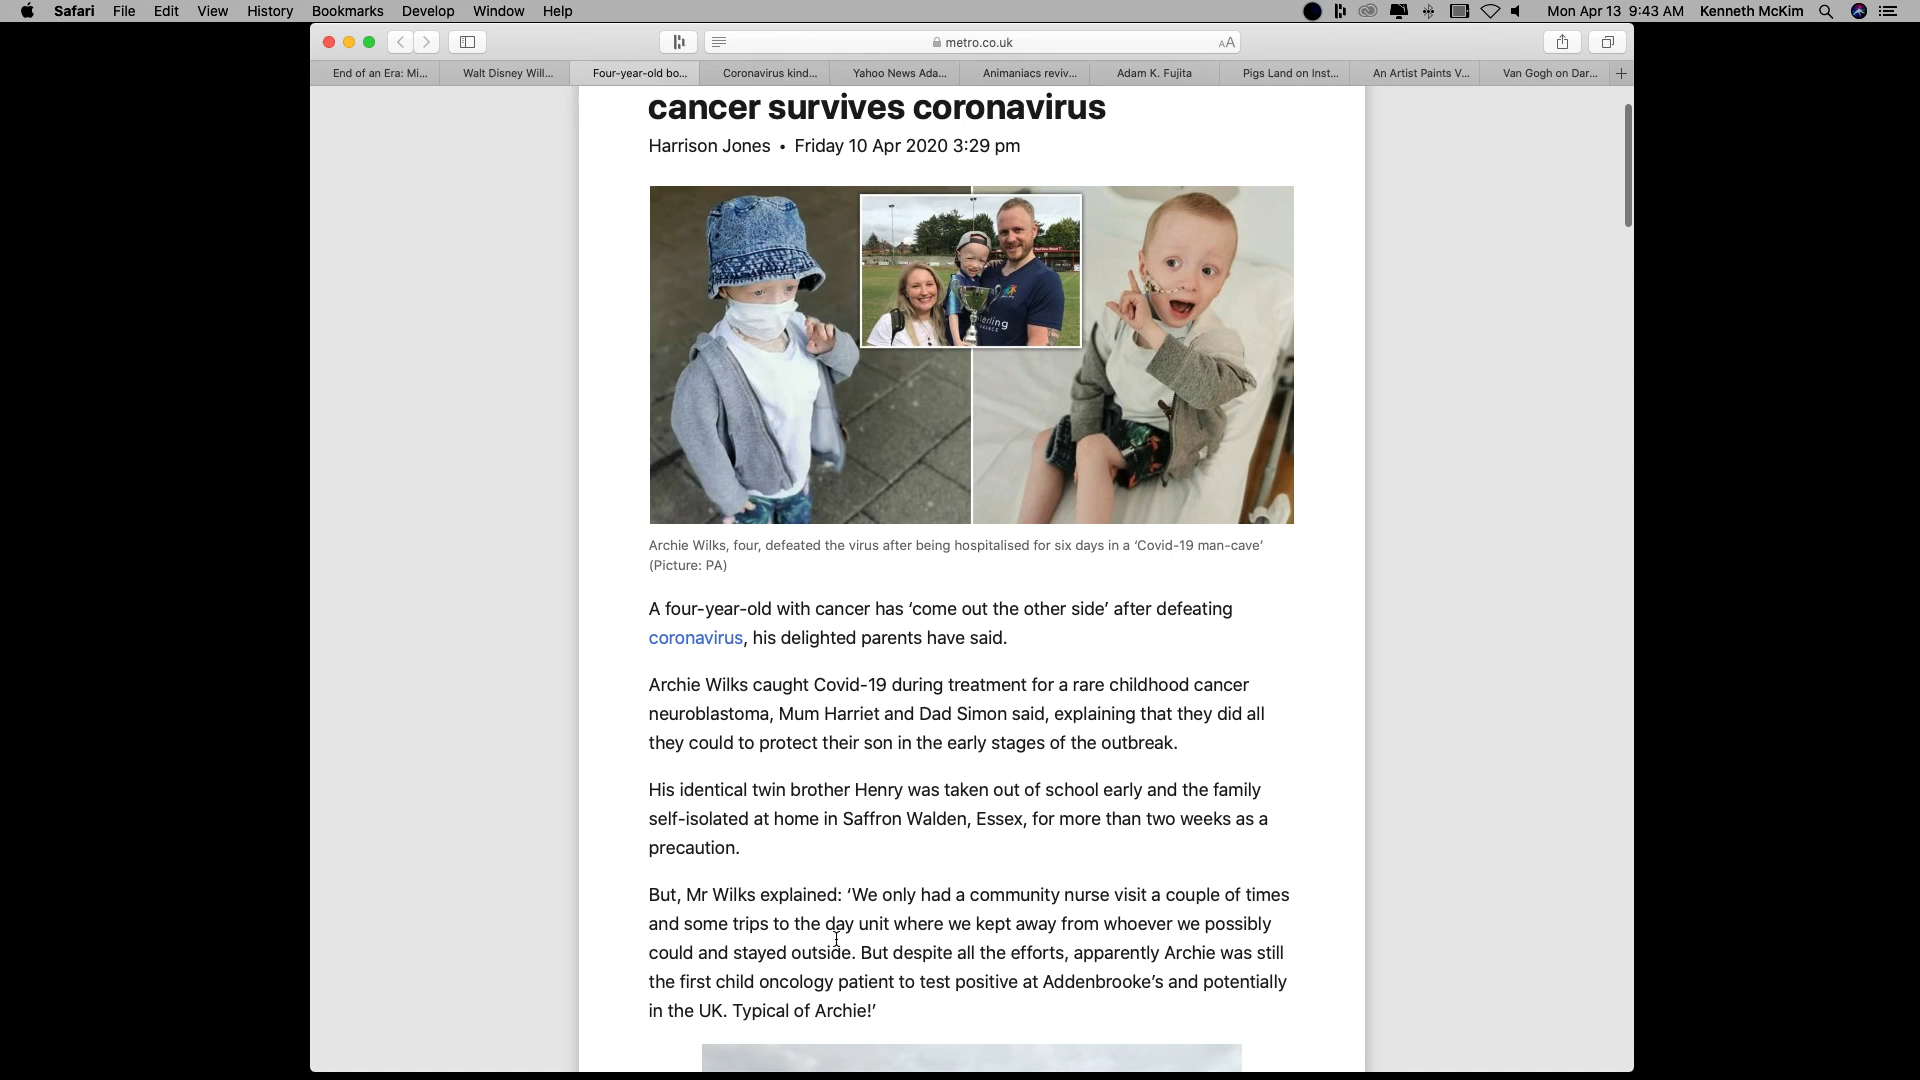 Safari File Edit View History Bookmarks Develop Window Help Mon Apr 13 9:43 AM Kenneth McKim
metro.co.uk AA
End of an Era: Mi... Walt Disney Will... Four-year-old bo... Coronavirus kind... Yahoo News Ada... Animaniacs reviv... Adam K. Fujita Pigs Land on Inst... An Artist Paints V... Van Gogh on Dar...
cancer survives coronavirus
Harrison Jones • Friday 10 Apr 2020 3:29 pm
Archie Wilks, four, defeated the virus after being hospitalised for six days in a ‘Covid-19 man-cave’
(Picture: PA)
A four-year-old with cancer has ‘come out the other side’ after defeating
coronavirus, his delighted parents have said.
Archie Wilks caught Covid-19 during treatment for a rare childhood cancer
neuroblastoma, Mum Harriet and Dad Simon said, explaining that they did all
they could to protect their son in the early stages of the outbreak.
His identical twin brother Henry was taken out of school early and the family
self-isolated at home in Saffron Walden, Essex, for more than two weeks as a
precaution.
But, Mr Wilks explained: ‘We only had a community nurse visit a couple of times
and some trips to the day unit where we kept away from whoever we possibly
could and stayed outside. But despite all the efforts, apparently Archie was still
the first child oncology patient to test positive at Addenbrooke’s and potentially
in the UK. Typical of Archie!’